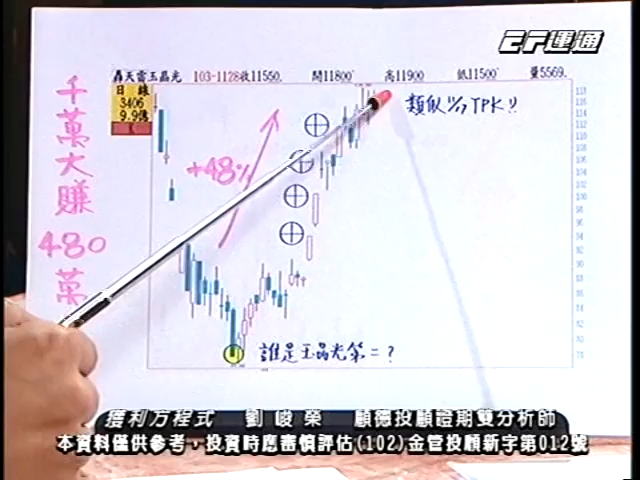 ET運通
轟天雷玉晶光 103-1128收11550. 開11800 高11900 低11500 量5569.
日線
3406
9.9億
千萬大賺480萬
+48%
類似11/7 TPK!!
誰是玉晶光第二?
獲利方程式 劉峻榮 顧德投顧證期雙分析師
本資料僅供參考，投資時應審慎評估(102)金管投顧新字第012號